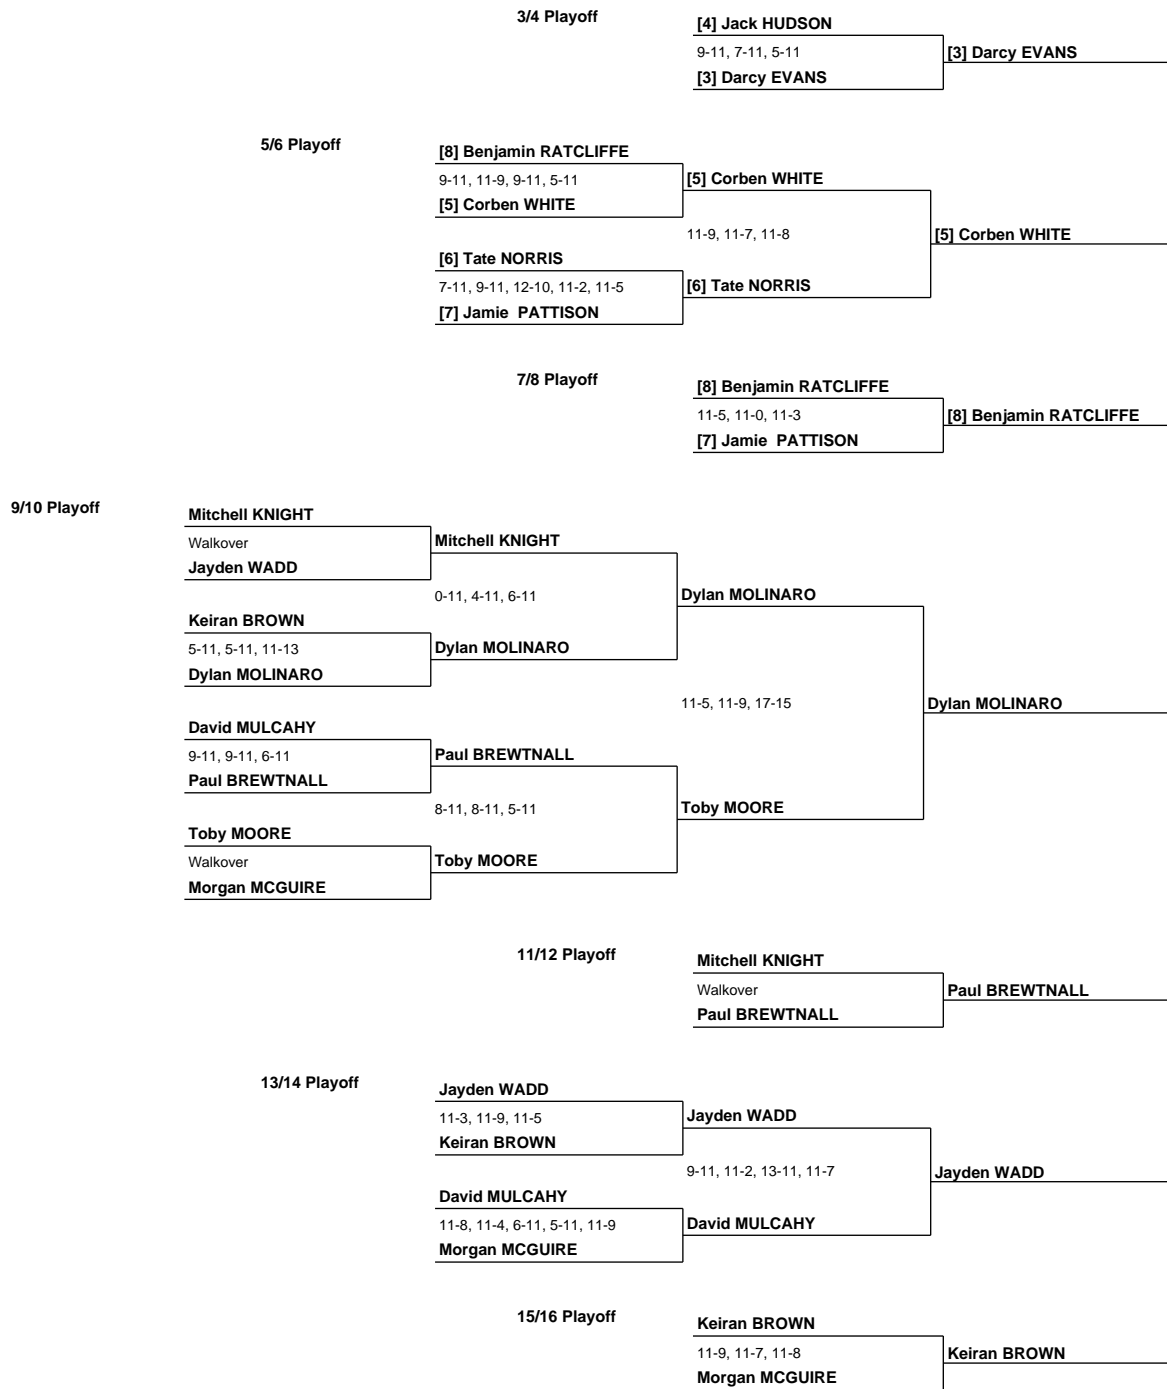 3/4 Playoff
[4] Jack HUDSON
9-11, 7-11, 5-11
[3] Darcy EVANS
[3] Darcy EVANS
5/6 Playoff
[8] Benjamin RATCLIFFE
9-11, 11-9, 9-11, 5-11
[5] Corben WHITE
[5] Corben WHITE
11-9, 11-7, 11-8
[5] Corben WHITE
[6] Tate NORRIS
7-11, 9-11, 12-10, 11-2, 11-5
[6] Tate NORRIS
[7] Jamie PATTISON
7/8 Playoff
[8] Benjamin RATCLIFFE
11-5, 11-0, 11-3
[8] Benjamin RATCLIFFE
[7] Jamie PATTISON
9/10 Playoff
Mitchell KNIGHT
Walkover
Mitchell KNIGHT
Jayden WADD
0-11, 4-11, 6-11
Dylan MOLINARO
Keiran BROWN
5-11, 5-11, 11-13
Dylan MOLINARO
Dylan MOLINARO
11-5, 11-9, 17-15
Dylan MOLINARO
David MULCAHY
9-11, 9-11, 6-11
Paul BREWTNALL
Paul BREWTNALL
8-11, 8-11, 5-11
Toby MOORE
Toby MOORE
Walkover
Toby MOORE
Morgan MCGUIRE
11/12 Playoff
Mitchell KNIGHT
Walkover
Paul BREWTNALL
Paul BREWTNALL
13/14 Playoff
Jayden WADD
11-3, 11-9, 11-5
Jayden WADD
Keiran BROWN
9-11, 11-2, 13-11, 11-7
Jayden WADD
David MULCAHY
11-8, 11-4, 6-11, 5-11, 11-9
David MULCAHY
Morgan MCGUIRE
15/16 Playoff
Keiran BROWN
11-9, 11-7, 11-8
Keiran BROWN
Morgan MCGUIRE